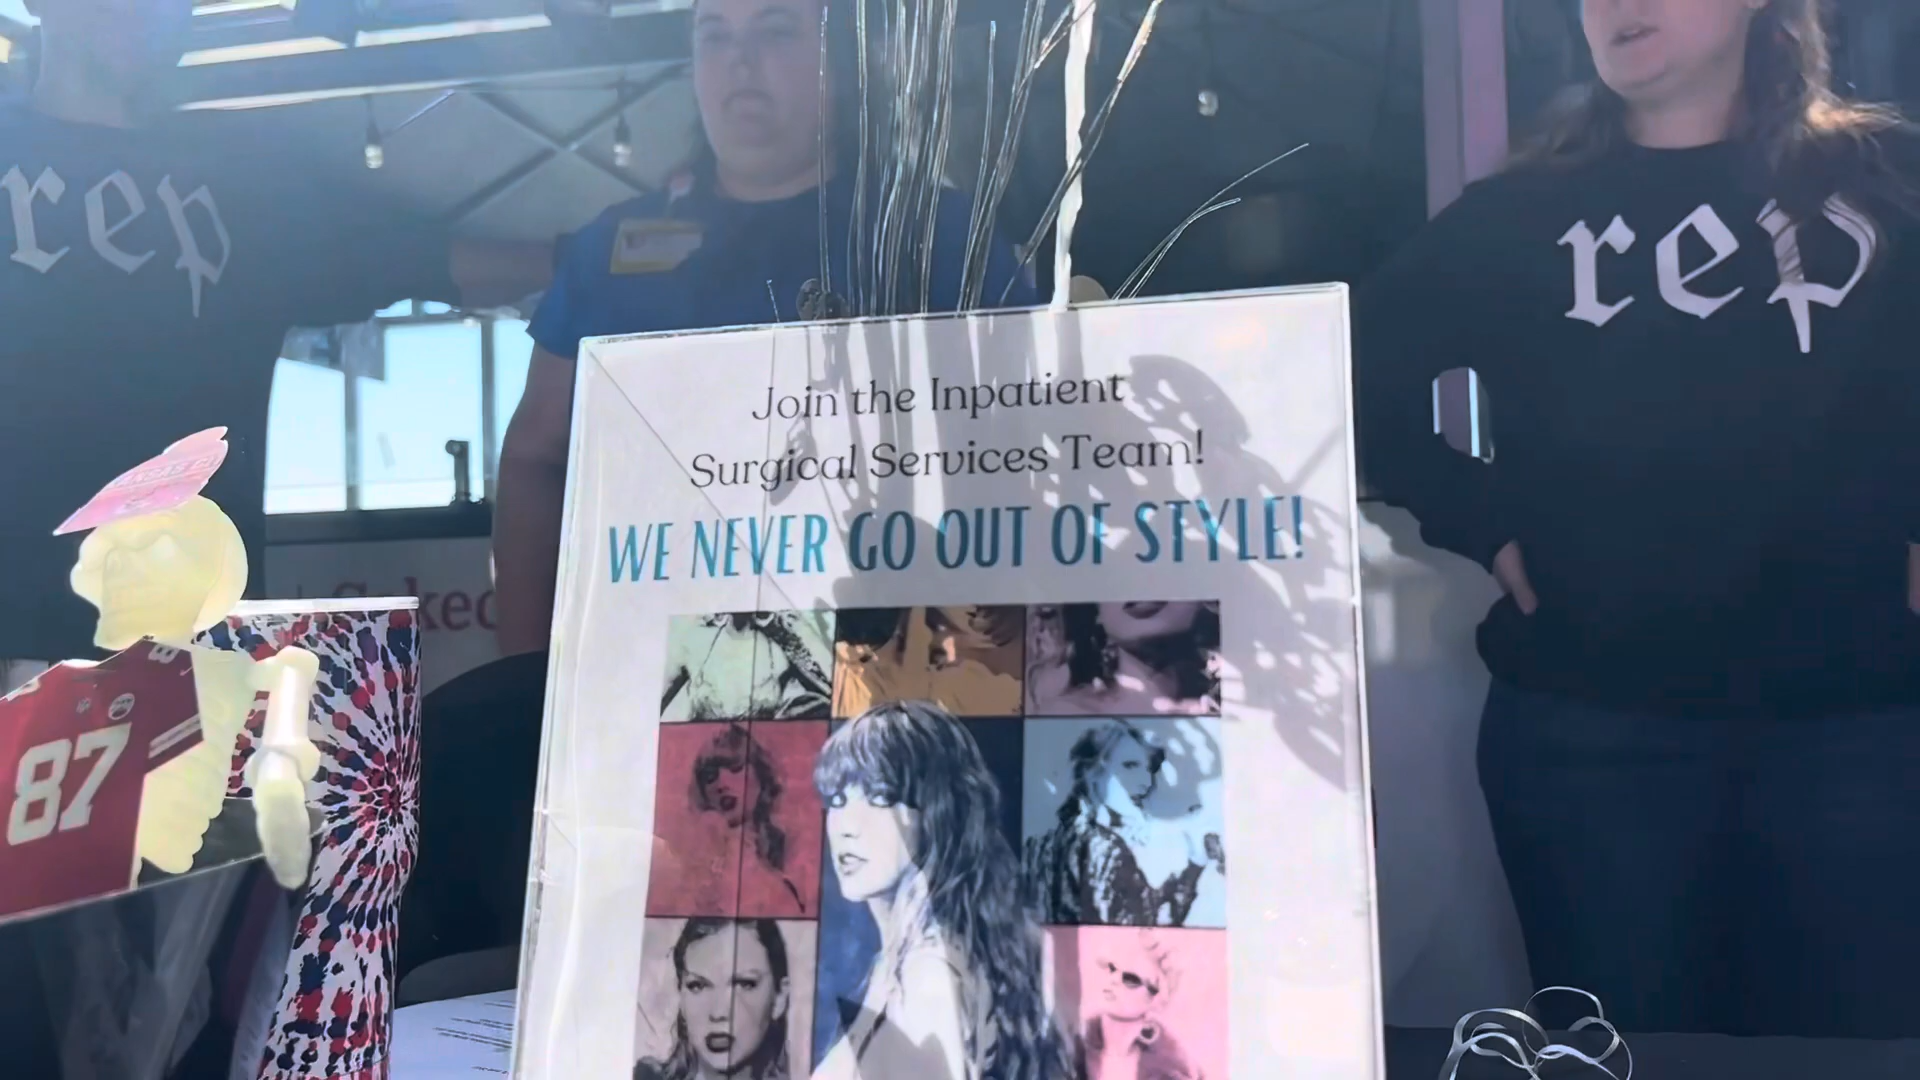 rep
rep
Join the Inpatient
Surgical Services Team!
WE NEVER GO OUT OF STYLE!
87